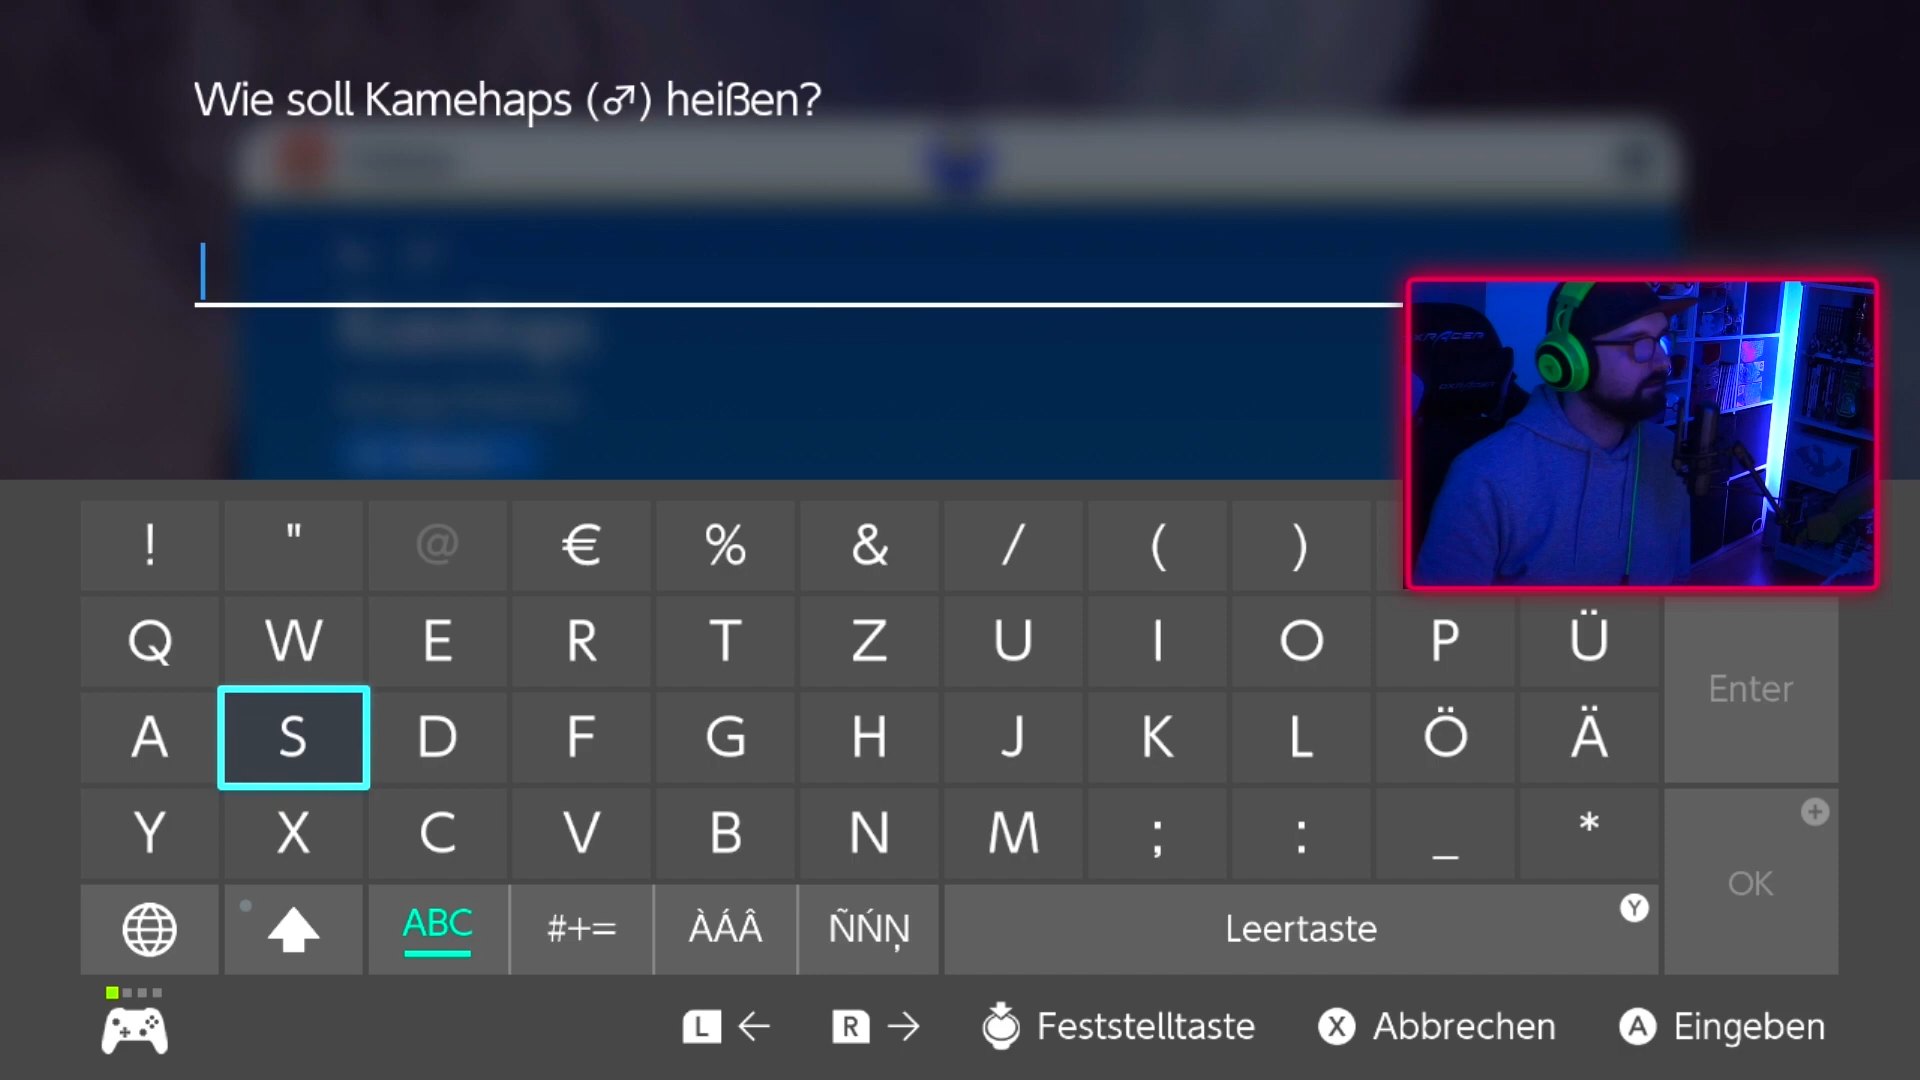 Wie soll Kamehaps (♂) heißen?
! " @ € % & / ( )
Q W E R T Z U I O P Ü
Enter
A S D F G H J K L Ö Ä
Y X C V B N M ; : _ *
OK
ABC #+= ÀÁÂ ÑŃŅ Leertaste Y
L ← R → Feststelltaste X Abbrechen A Eingeben